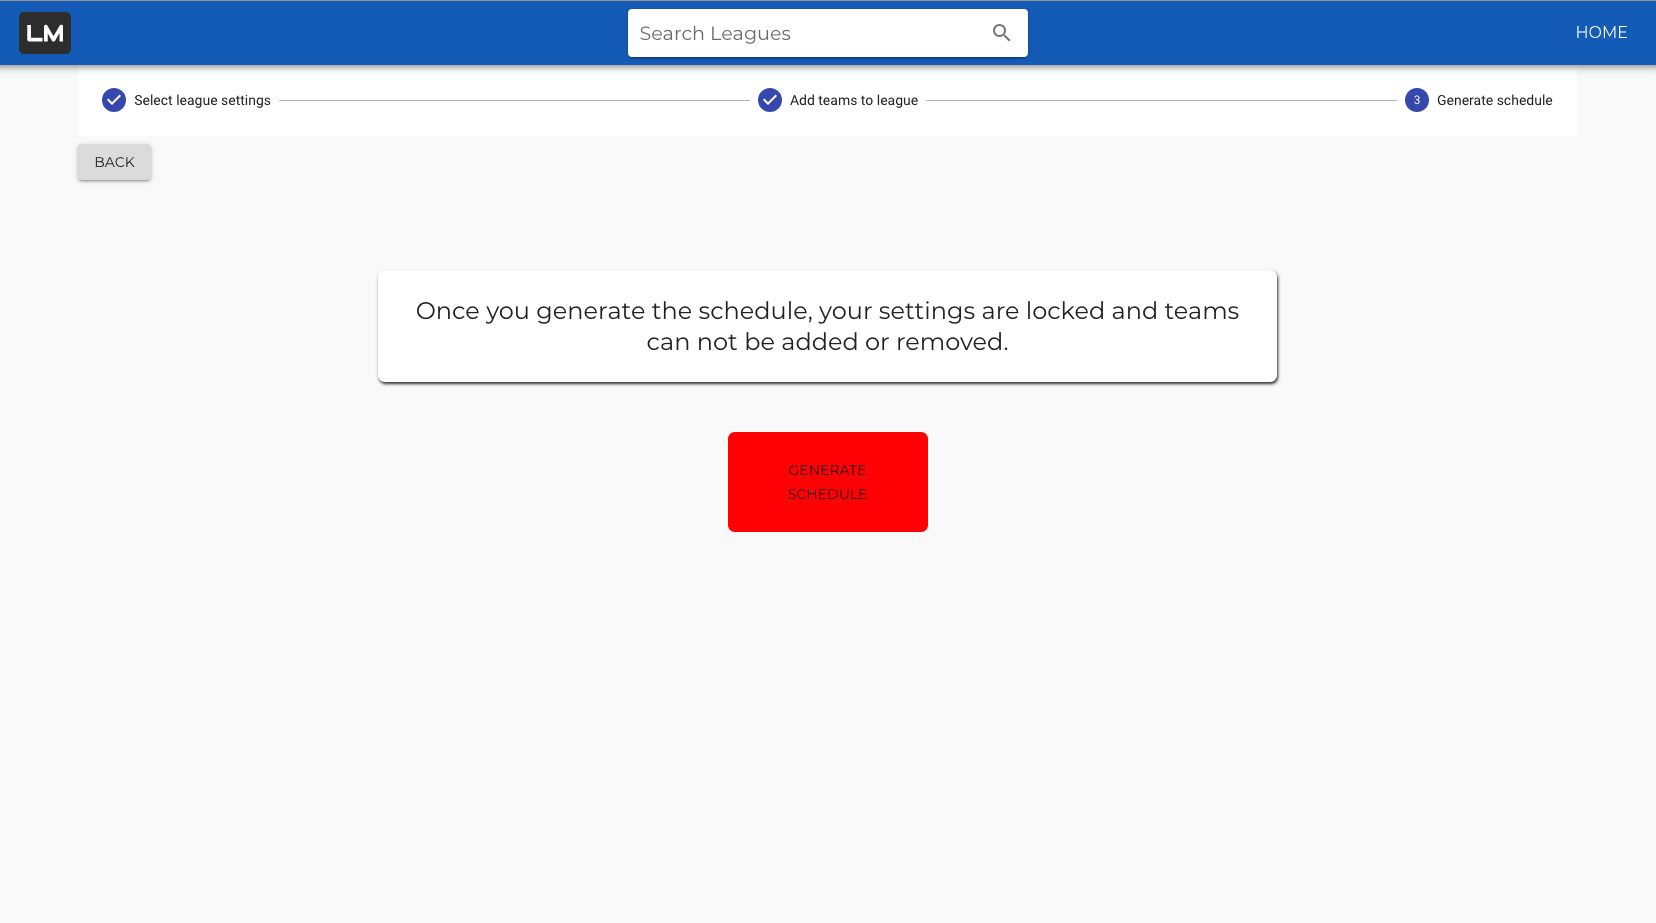 LM
Search Leagues
HOME
Select league settings
Add teams to league
3
Generate schedule
BACK
Once you generate the schedule, your settings are locked and teams
can not be added or removed.
GENERATE
SCHEDULE